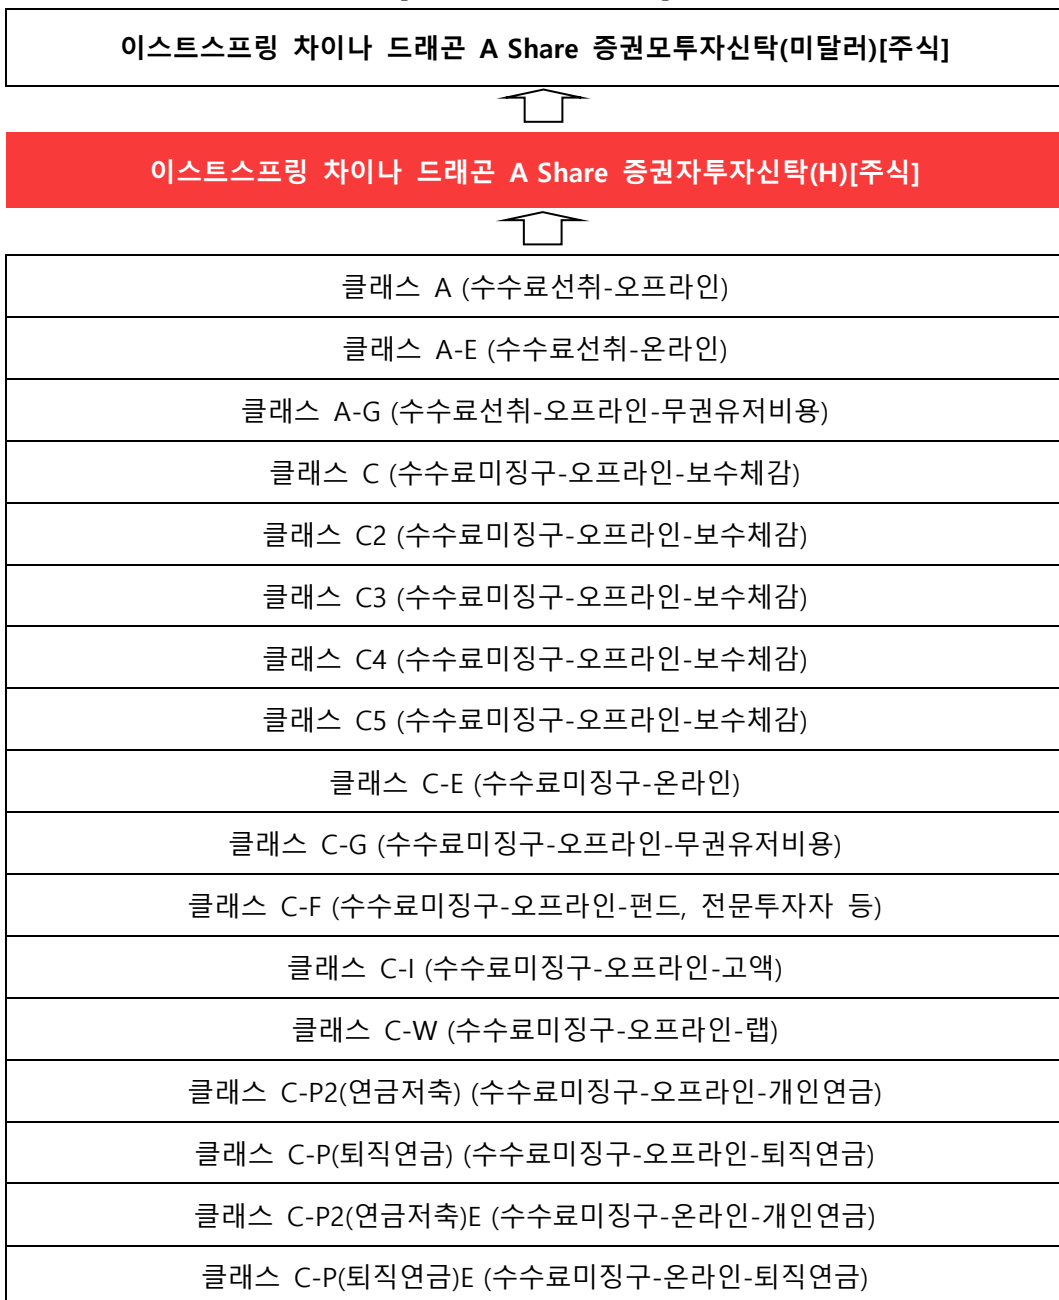 이스트스프링 차이나 드래곤 A Share 증권모투자신탁(미달러)[주식]
이스트스프링 차이나 드래곤 A Share 증권자투자신탁(H)[주식]
클래스 A (수수료선취-오프라인)
클래스 A-E (수수료선취-온라인)
클래스 A-G (수수료선취-오프라인-무권유저비용)
클래스 C (수수료미징구-오프라인-보수체감)
클래스 C2 (수수료미징구-오프라인-보수체감)
클래스 C3 (수수료미징구-오프라인-보수체감)
클래스 C4 (수수료미징구-오프라인-보수체감)
클래스 C5 (수수료미징구-오프라인-보수체감)
클래스 C-E (수수료미징구-온라인)
클래스 C-G (수수료미징구-오프라인-무권유저비용)
클래스 C-F (수수료미징구-오프라인-펀드, 전문투자자 등)
클래스 C-I (수수료미징구-오프라인-고액)
클래스 C-W (수수료미징구-오프라인-랩)
클래스 C-P2(연금저축) (수수료미징구-오프라인-개인연금)
클래스 C-P(퇴직연금) (수수료미징구-오프라인-퇴직연금)
클래스 C-P2(연금저축)E (수수료미징구-온라인-개인연금)
클래스 C-P(퇴직연금)E (수수료미징구-온라인-퇴직연금)